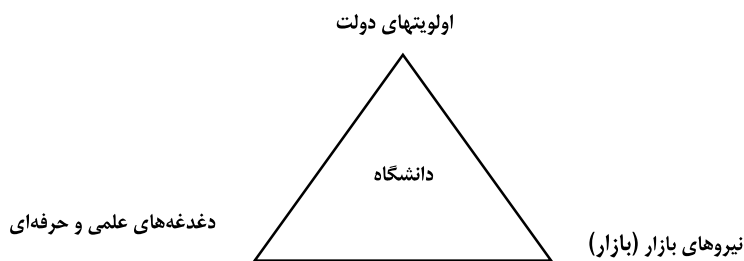 اولویتهای دولت
دانشگاه
دغدغه‌های علمی و حرفه‌ای
نیروهای بازار (بازار)